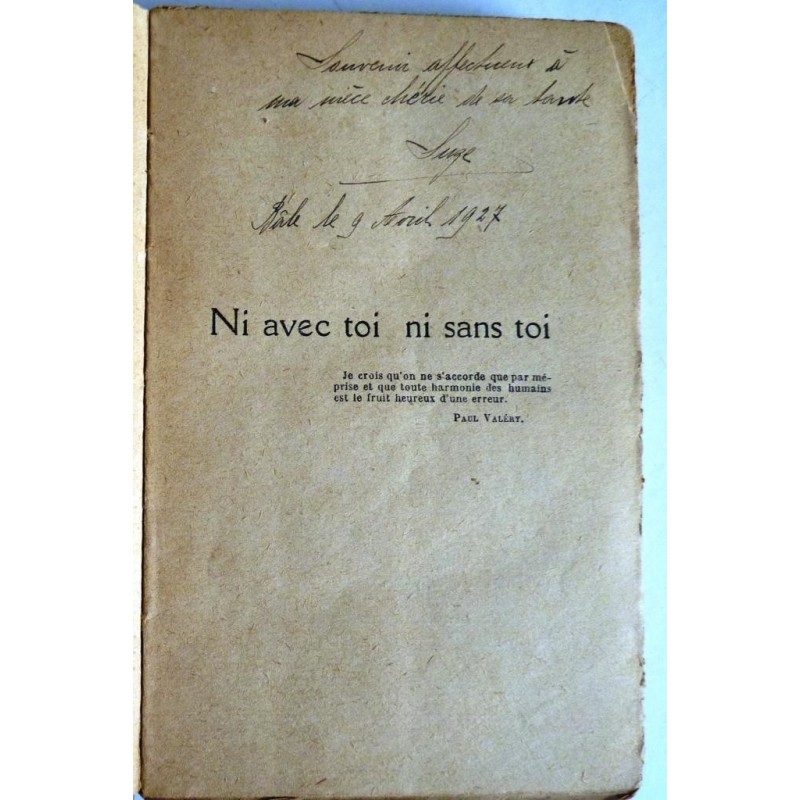 Souvenir affectueux à
ma nièce chérie de sa tante
Suze
Bâle le 9 Avril 1927
Ni avec toi ni sans toi
Je crois qu'on ne s'accorde que par mé-
prise et que toute harmonie des humains
est le fruit heureux d'une erreur.
PAUL VALÉRY.